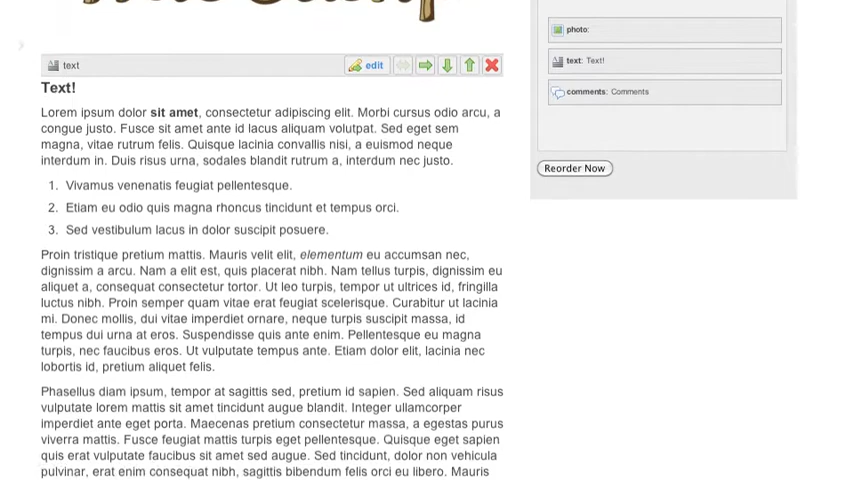 text
edit
Text!
Lorem ipsum dolor sit amet, consectetur adipiscing elit. Morbi cursus odio arcu, a
congue justo. Fusce sit amet ante id lacus aliquam volutpat. Sed eget sem
magna, vitae rutrum felis. Quisque lacinia convallis nisi, a euismod neque
interdum in. Duis risus urna, sodales blandit rutrum a, interdum nec justo.
1. Vivamus venenatis feugiat pellentesque.
2. Etiam eu odio quis magna rhoncus tincidunt et tempus orci.
3. Sed vestibulum lacus in dolor suscipit posuere.
Proin tristique pretium mattis. Mauris velit elit, elementum eu accumsan nec,
dignissim a arcu. Nam a elit est, quis placerat nibh. Nam tellus turpis, dignissim eu
aliquet a, consequat consectetur tortor. Ut leo turpis, tempor ut ultrices id, fringilla
luctus nibh. Proin semper quam vitae erat feugiat scelerisque. Curabitur ut lacinia
mi. Donec mollis, dui vitae imperdiet ornare, neque turpis suscipit massa, id
tempus dui urna at eros. Suspendisse quis ante enim. Pellentesque eu magna
turpis, nec faucibus eros. Ut vulputate tempus ante. Etiam dolor elit, lacinia nec
lobortis id, pretium aliquet felis.
Phasellus diam ipsum, tempor at sagittis sed, pretium id sapien. Sed aliquam risus
vulputate lorem mattis sit amet tincidunt augue blandit. Integer ullamcorper
imperdiet ante eget porta. Maecenas pretium consectetur massa, a egestas purus
viverra mattis. Fusce feugiat mattis turpis eget pellentesque. Quisque eget sapien
quis erat vulputate faucibus sit amet sed augue. Sed tincidunt, dolor non vehicula
pulvinar, erat enim consequat nibh, sagittis bibendum felis orci eu libero. Mauris
photo:
text: Text!
comments: Comments
Reorder Now